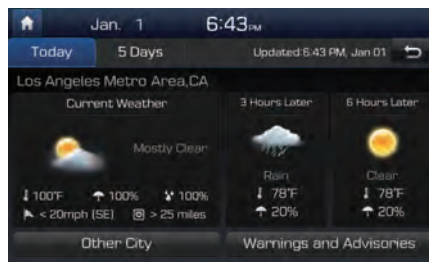 Jan. 1 6:43 PM
Today 5 Days Updated:6:43 PM, Jan 01
Los Angeles Metro Area,CA
Current Weather 3 Hours Later 6 Hours Later
Mostly Clear
Rain Clear
100°F 100% 100% 78°F 78°F
< 20mph (SE) > 25 miles 20% 20%
Other City Warnings and Advisories